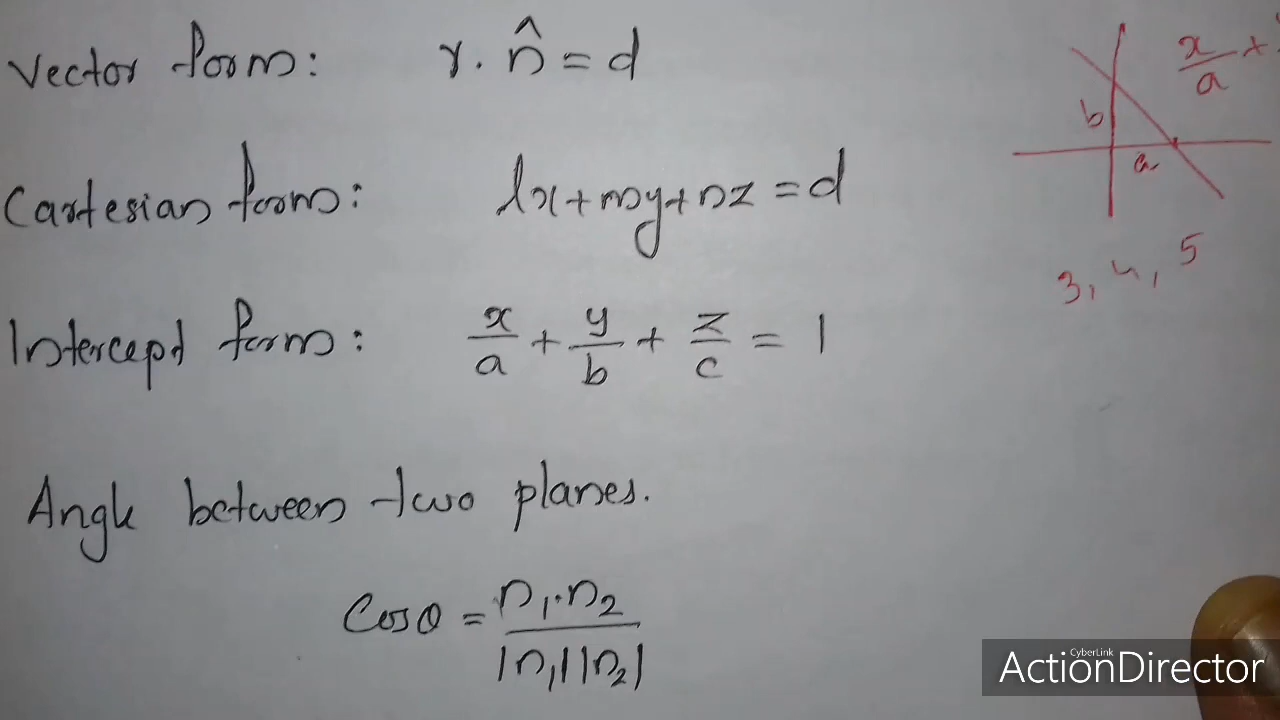 Vector form: r. n̂ = d
Cartesian form: lx+my+nz = d
Intercept form: x/a + y/b + z/c = 1
Angle between two planes.
Cosθ = n₁.n₂ / |n₁||n₂|
x/a +
b
a
3, 4, 5
CyberLink
ActionDirector